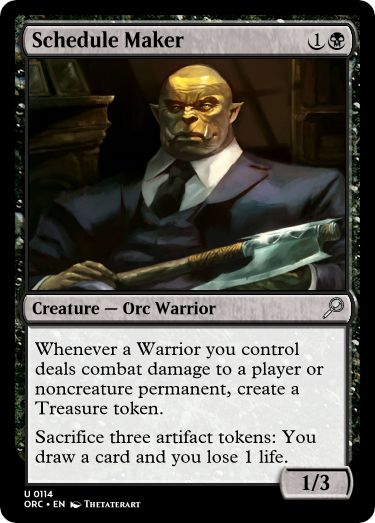 Schedule Maker 1
Creature — Orc Warrior
Whenever a Warrior you control
deals combat damage to a player or
noncreature permanent, create a
Treasure token.
Sacrifice three artifact tokens: You
draw a card and you lose 1 life.
1/3
U 0114
ORC • EN Thetaterart